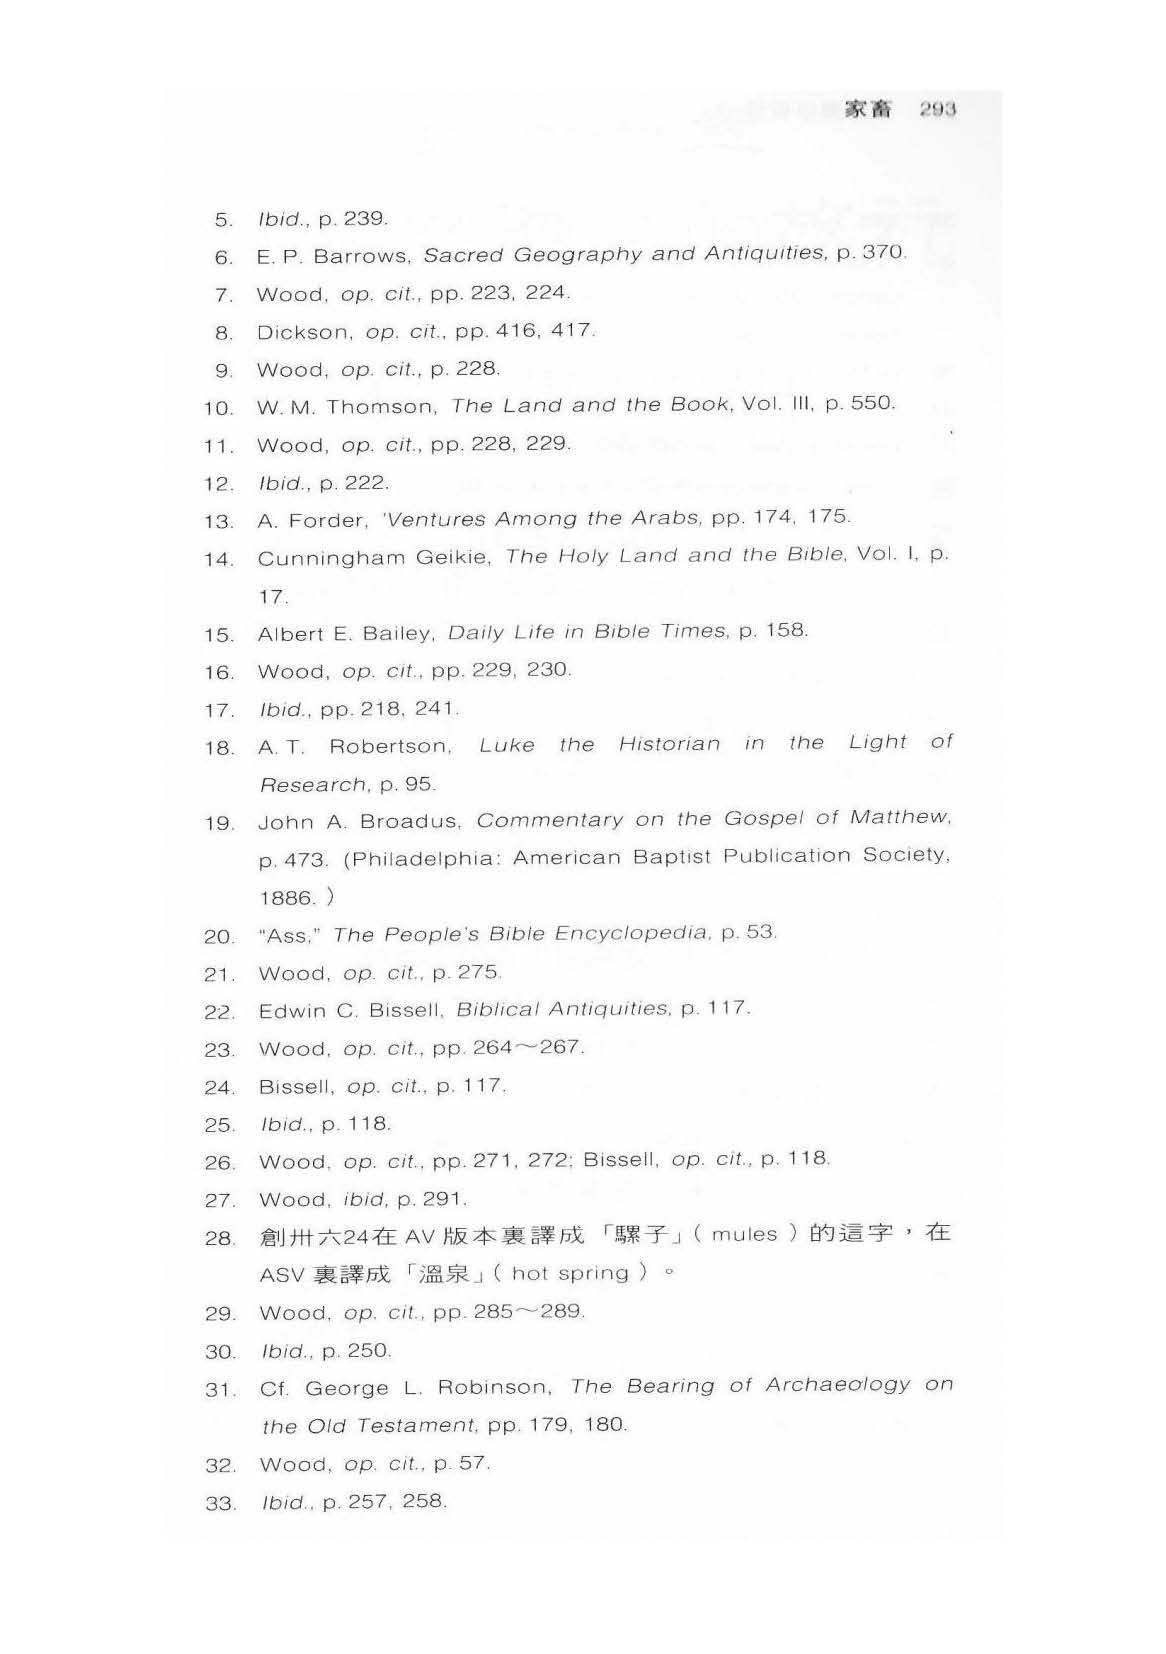 家畜 293
5. Ibid., p. 239.
6. E. P. Barrows, Sacred Geography and Antiquities, p. 370.
7. Wood, op. cit., pp. 223, 224.
8. Dickson, op. cit., pp. 416, 417.
9. Wood, op. cit., p. 228.
10. W. M. Thomson, The Land and the Book, Vol. III, p. 550.
11. Wood, op. cit., pp. 228, 229.
12. Ibid., p. 222.
13. A. Forder, 'Ventures Among the Arabs, pp. 174, 175.
14. Cunningham Geikie, The Holy Land and the Bible, Vol. I, p.
17.
15. Albert E. Bailey, Daily Life in Bible Times, p. 158.
16. Wood, op. cit., pp. 229, 230.
17. Ibid., pp. 218, 241.
18. A. T. Robertson, Luke the Historian in the Light of
Research, p. 95.
19. John A. Broadus, Commentary on the Gospel of Matthew,
p. 473. (Philadelphia: American Baptist Publication Society,
1886. )
20. “Ass,” The People's Bible Encyclopedia, p. 53.
21. Wood, op. cit., p. 275.
22. Edwin C. Bissell, Biblical Antiquities, p. 117.
23. Wood, op. cit., pp. 264～267.
24. Bissell, op. cit., p. 117.
25. Ibid., p. 118.
26. Wood, op. cit., pp. 271, 272; Bissell, op. cit., p. 118.
27. Wood, ibid, p. 291.
28. 創卅六24在 AV 版本裏譯成「騾子」( mules ) 的這字，在
ASV 裏譯成「溫泉」( hot spring ) 。
29. Wood, op. cit., pp. 285～289.
30. Ibid., p. 250.
31. Cf. George L. Robinson, The Bearing of Archaeology on
the Old Testament, pp. 179, 180.
32. Wood, op. cit., p. 57.
33. Ibid., p. 257, 258.